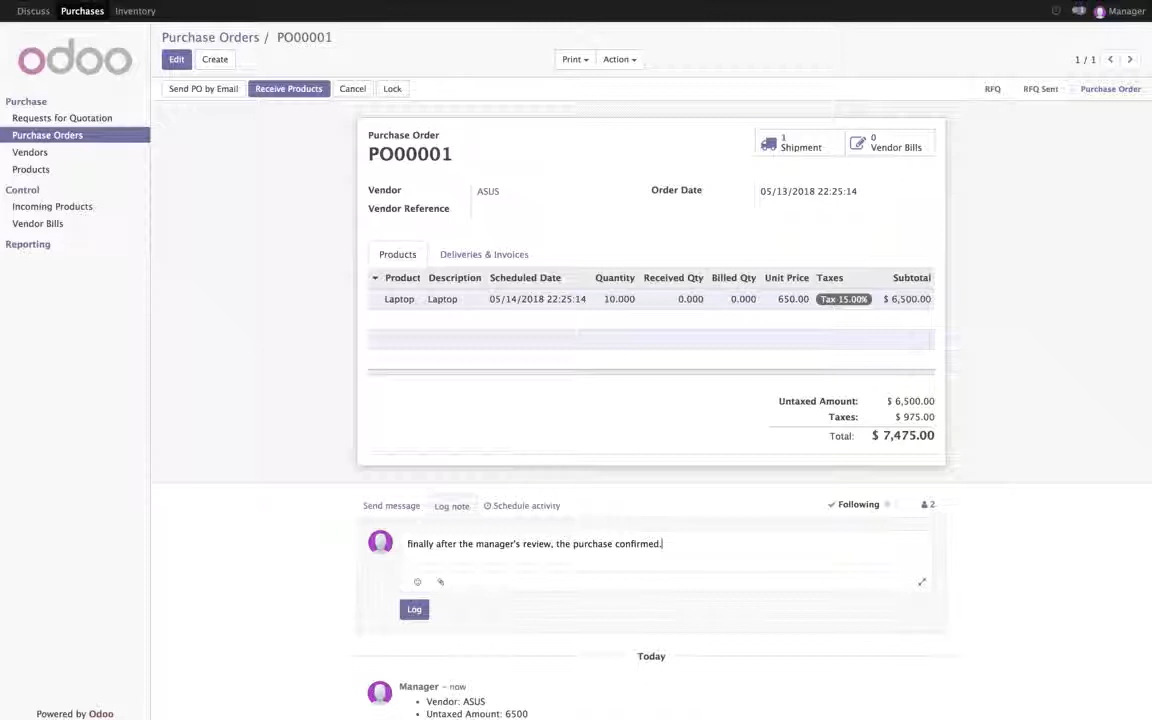 Discuss Purchases Inventory 1 Manager
odoo
Purchase Orders / PO00001
Edit Create Print Action 1 / 1
Send PO by Email Receive Products Cancel Lock RFQ RFQ Sent Purchase Order
Purchase
Requests for Quotation
Purchase Orders
Vendors
Products
Control
Incoming Products
Vendor Bills
Reporting
Purchase Order
PO00001
1 Shipment
0 Vendor Bills
Vendor ASUS Order Date 05/13/2018 22:25:14
Vendor Reference
Products Deliveries & Invoices
Product Description Scheduled Date Quantity Received Qty Billed Qty Unit Price Taxes Subtotal
Laptop Laptop 05/14/2018 22:25:14 10.000 0.000 0.000 650.00 Tax 15.00% $ 6,500.00
Untaxed Amount: $ 6,500.00
Taxes: $ 975.00
Total: $ 7,475.00
Send message Log note Schedule activity Following 2
finally after the manager's review, the purchase confirmed.
Log
Today
Manager - now
• Vendor: ASUS
• Untaxed Amount: 6500
Powered by Odoo